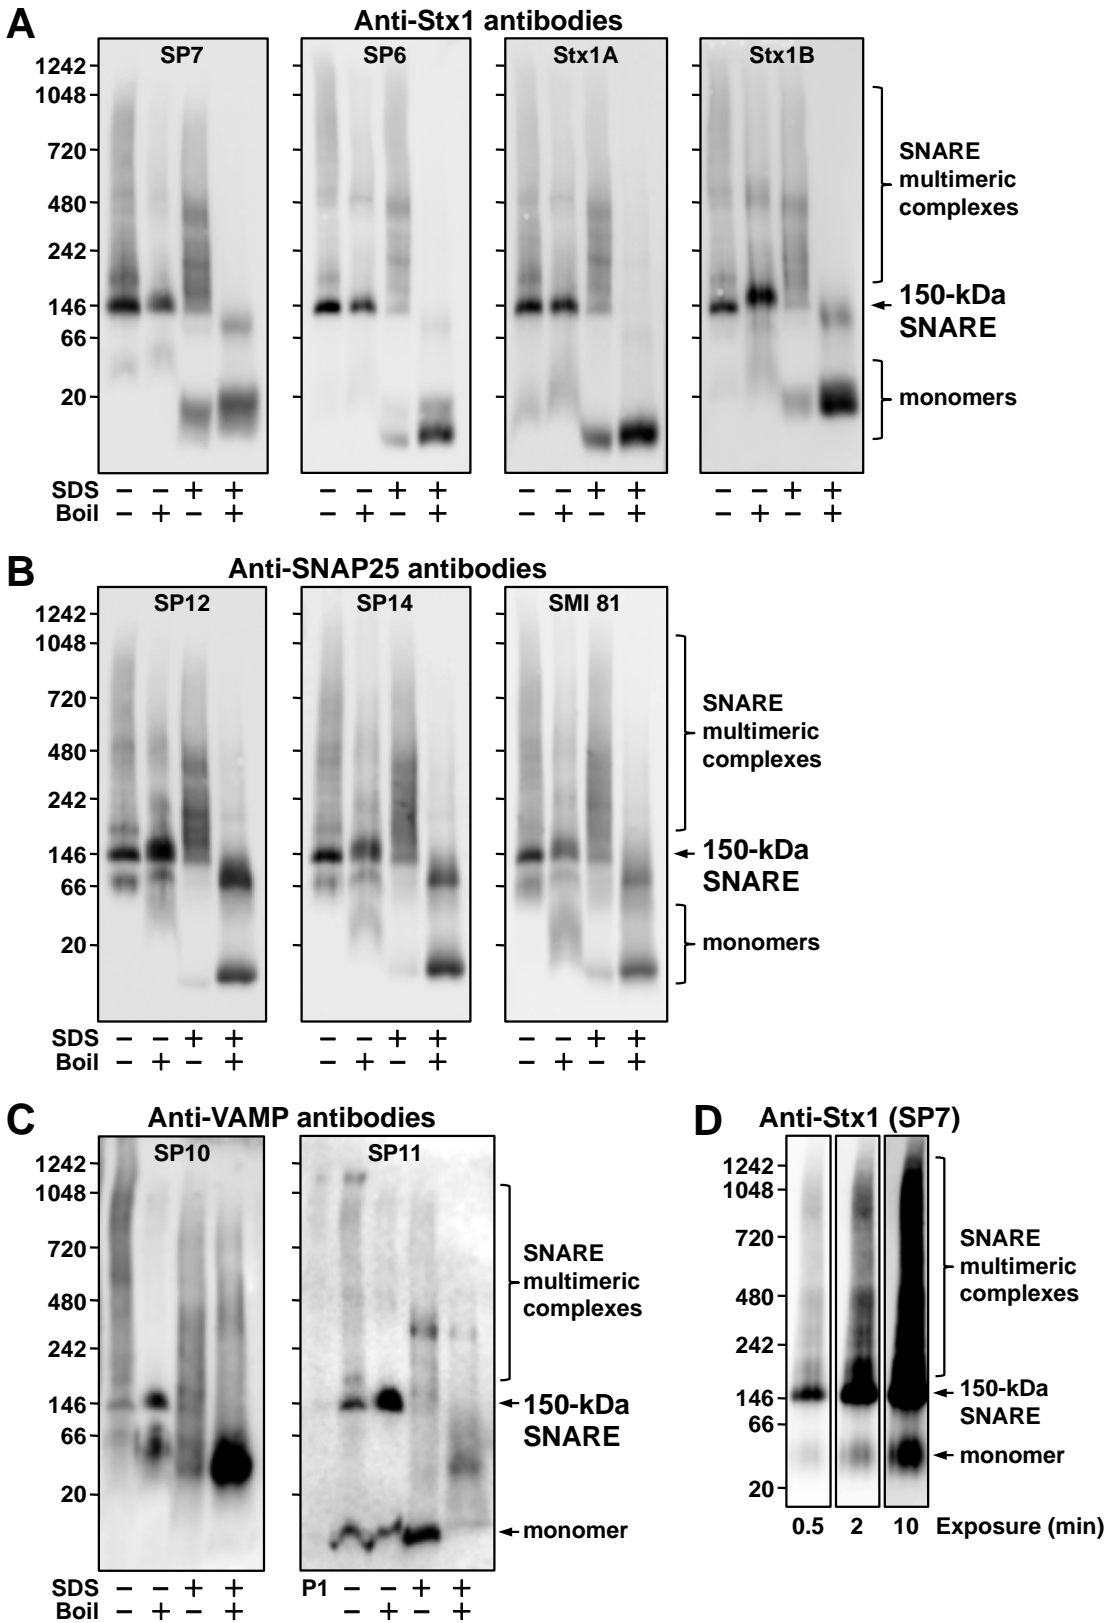 A
Anti-Stx1 antibodies
SP7 SP6 Stx1A Stx1B
1242
1048
720
480
242
146
66
20
SNARE
multimeric
complexes
150-kDa
SNARE
monomers
SDS – – + + – – + + – – + + – – + +
Boil – + – + – + – + – + – + – + – +
B
Anti-SNAP25 antibodies
SP12 SP14 SMI 81
1242
1048
720
480
242
146
66
20
SNARE
multimeric
complexes
150-kDa
SNARE
monomers
SDS – – + + – – + + – – + +
Boil – + – + – + – + – + – +
C
Anti-VAMP antibodies
SP10 SP11
1242
1048
720
480
242
146
66
20
SNARE
multimeric
complexes
150-kDa
SNARE
monomer
SDS – – + + P1 – – + +
Boil – + – + – + – +
D
Anti-Stx1 (SP7)
1242
1048
720
480
242
146
66
20
SNARE
multimeric
complexes
150-kDa
SNARE
monomer
0.5 2 10 Exposure (min)